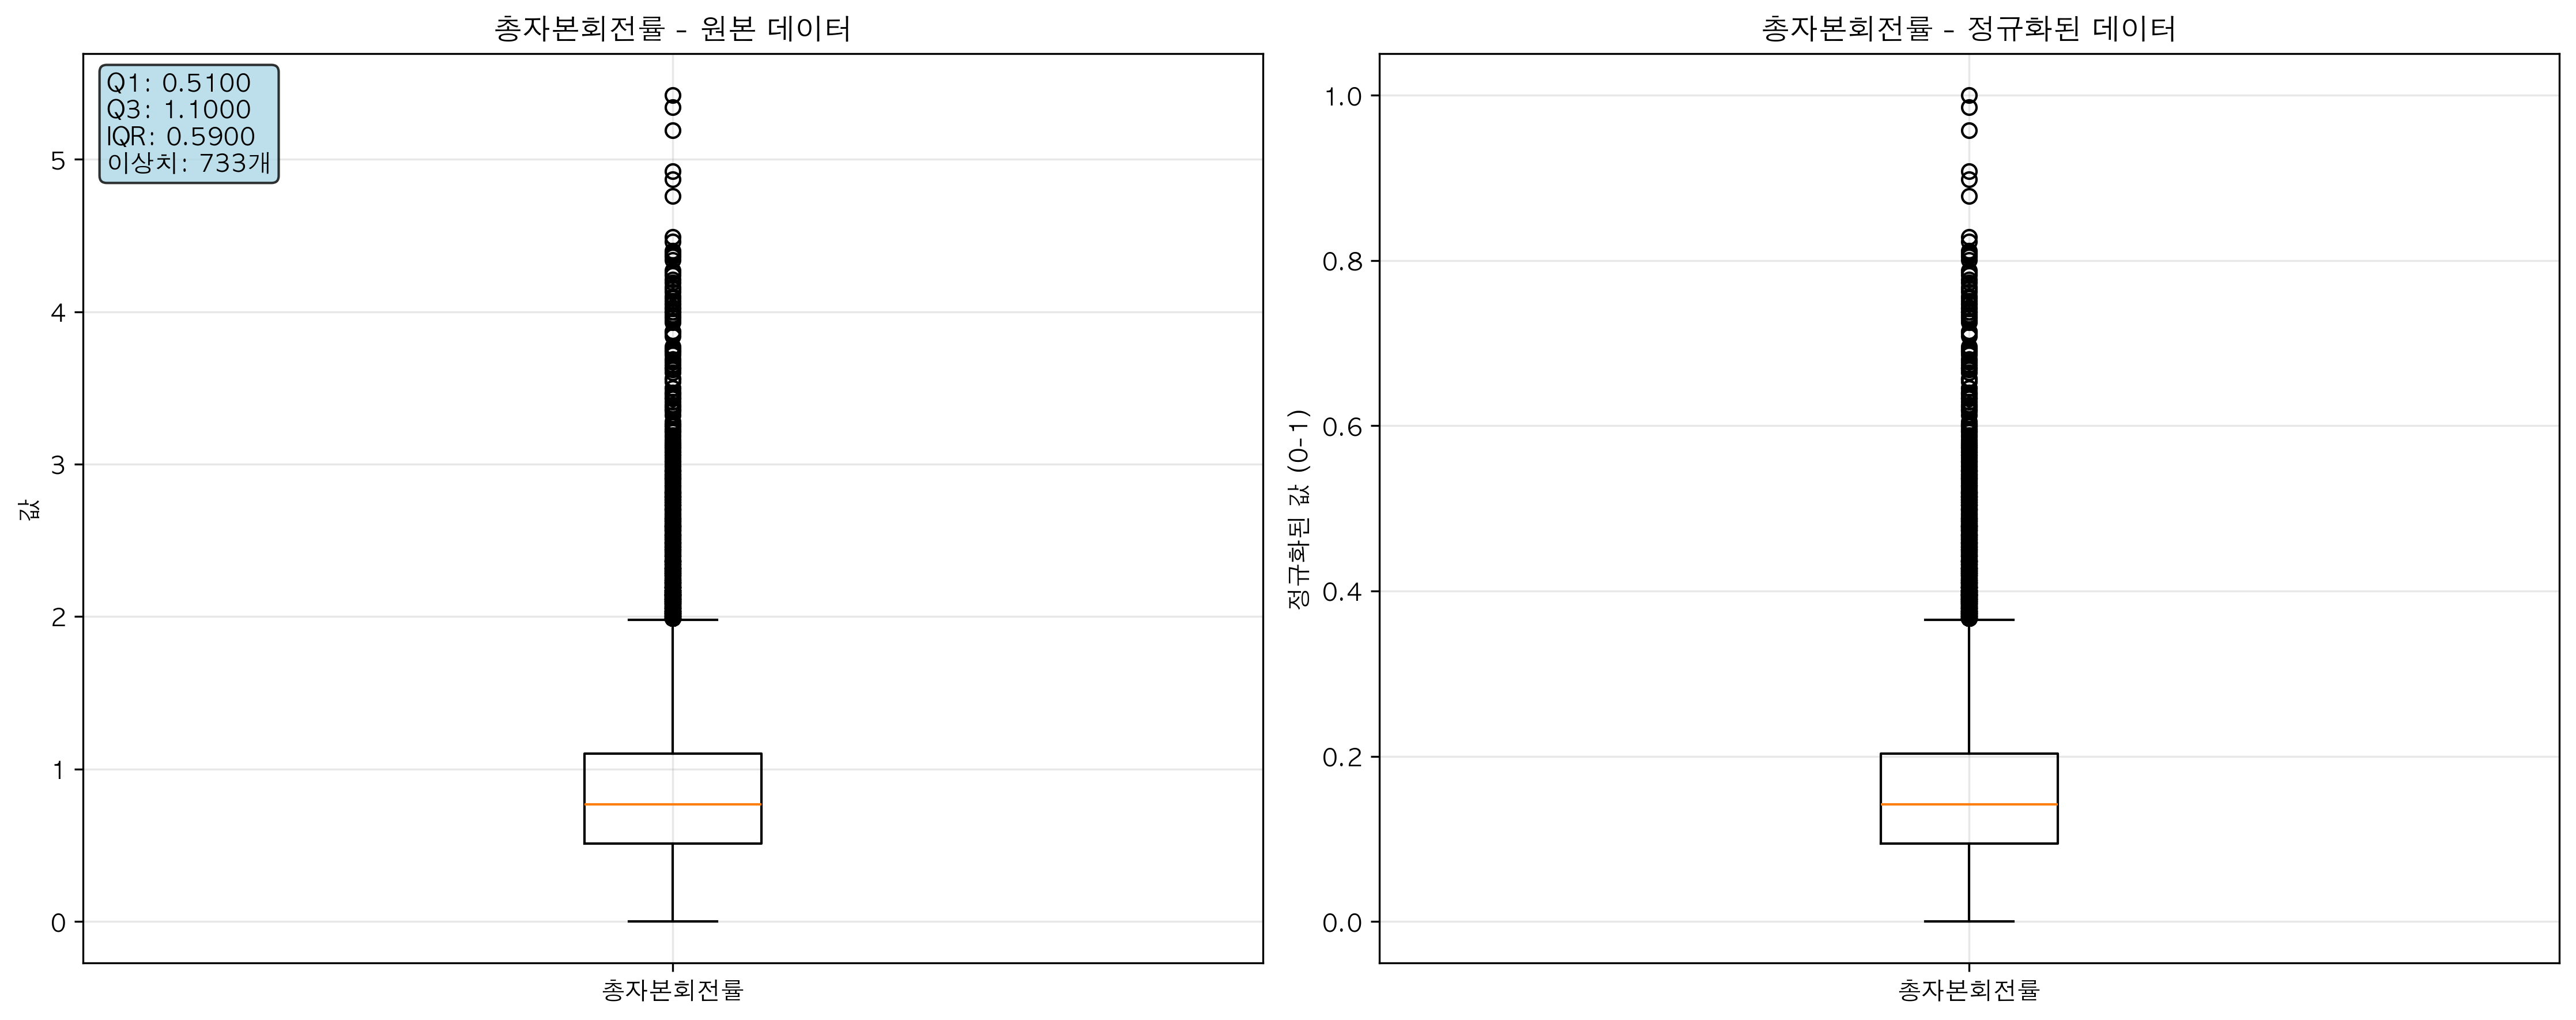 총자본회전률 - 원본 데이터
Q1: 0.5100
Q3: 1.1000
IQR: 0.5900
이상치: 733개
5
4
3
2
1
0
값
총자본회전률
총자본회전률 - 정규화된 데이터
1.0
0.8
0.6
0.4
0.2
0.0
정규화된 값 (0-1)
총자본회전률